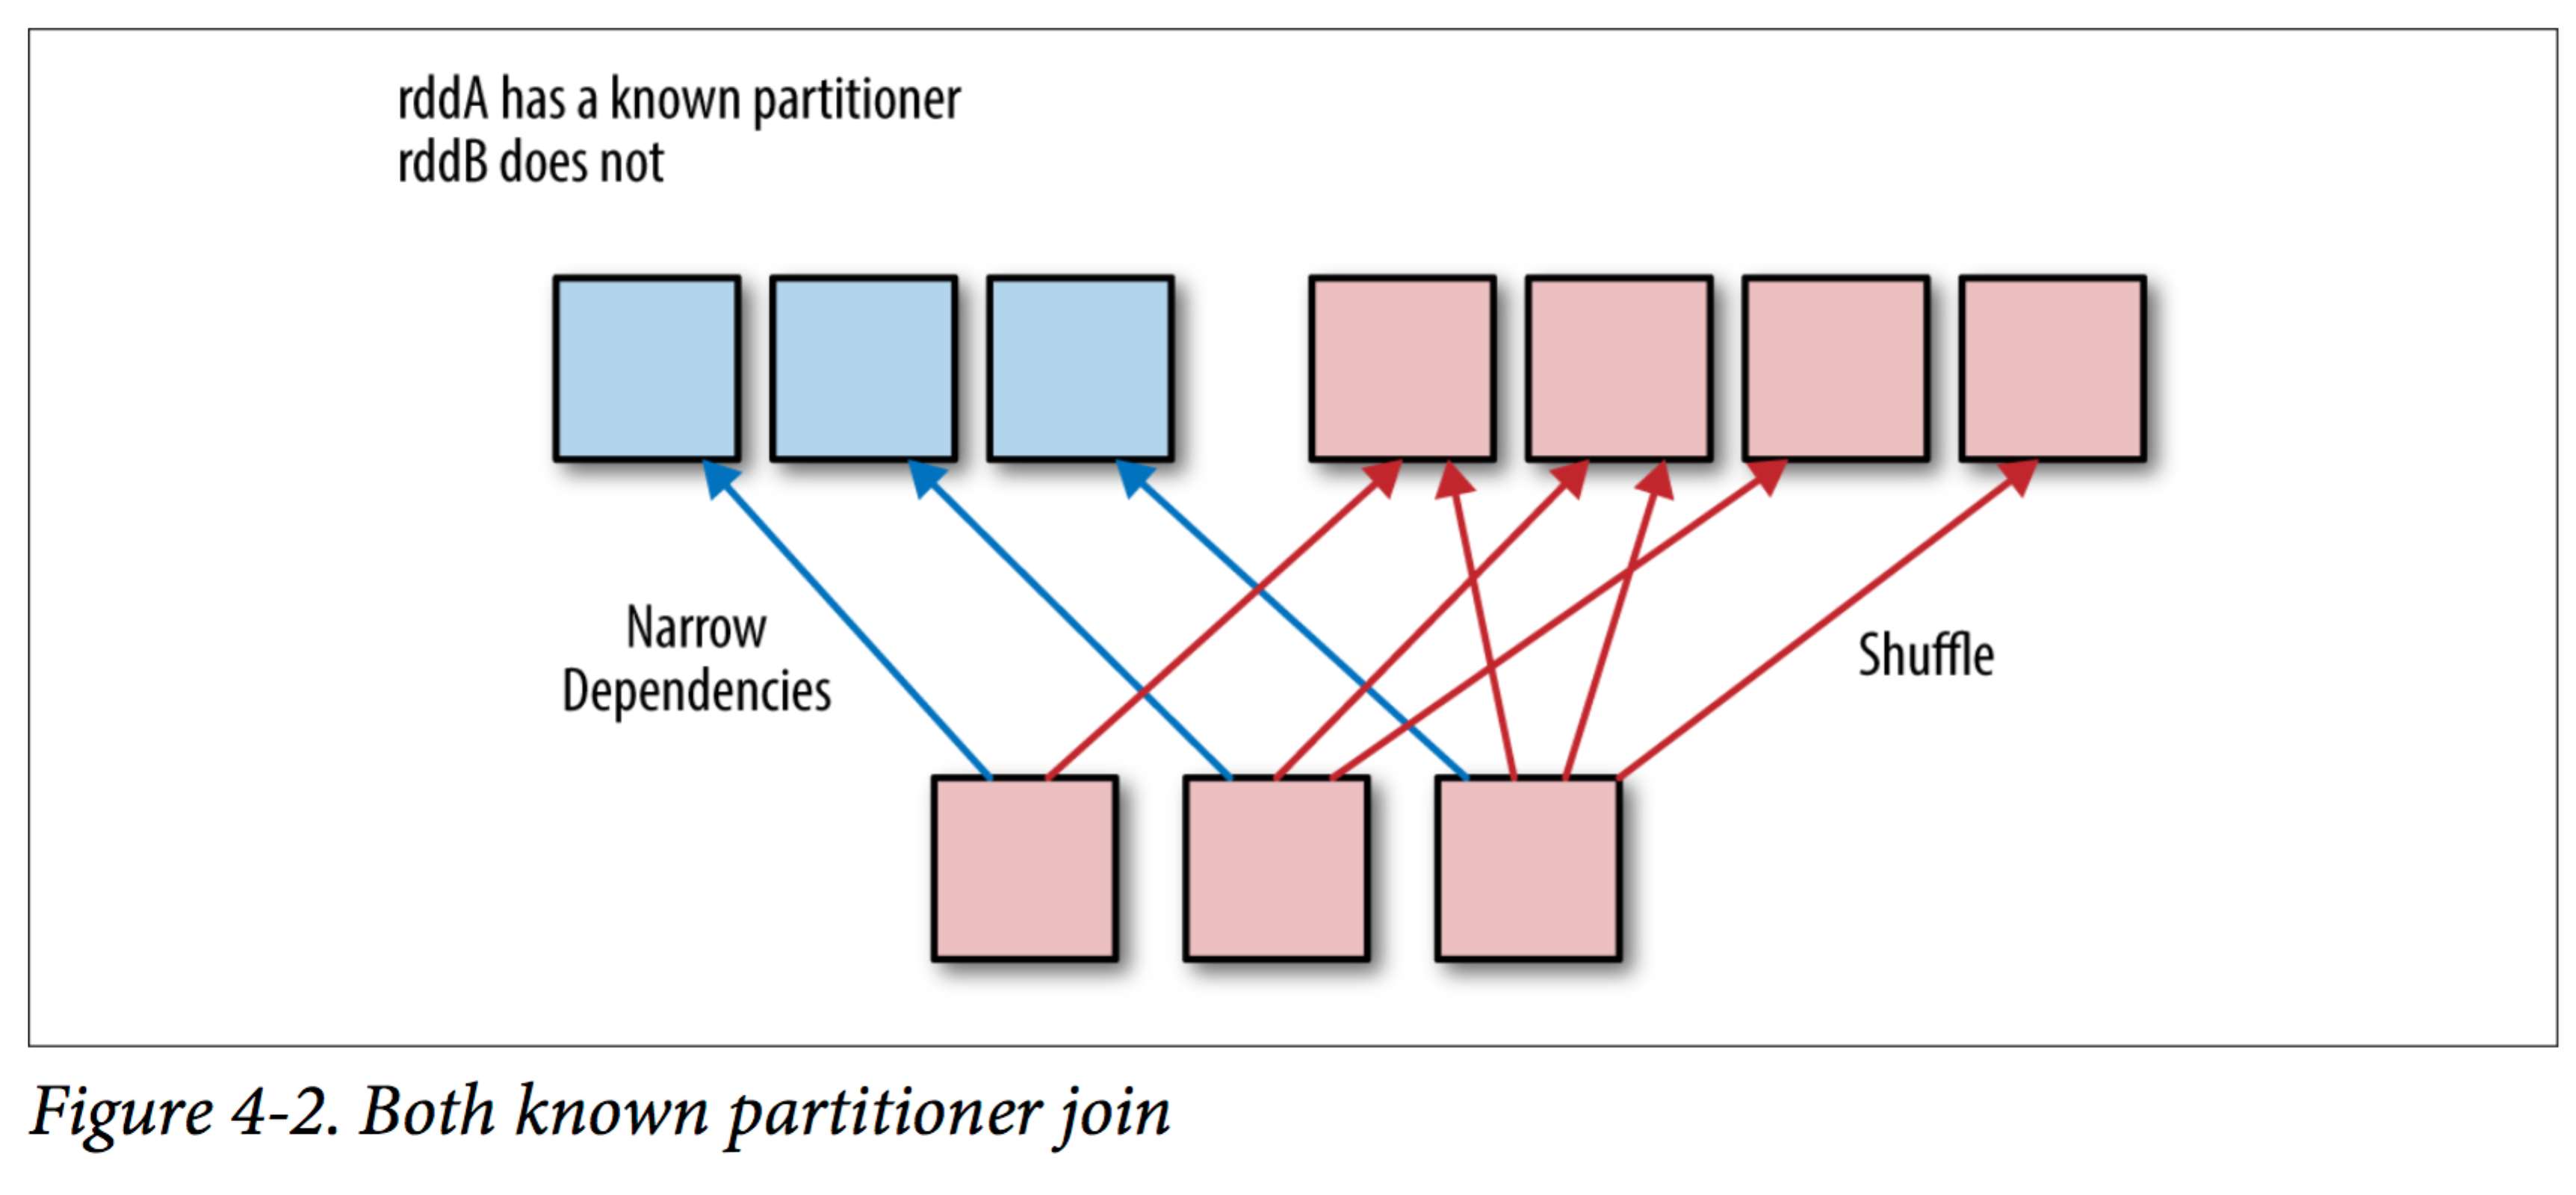 rddA has a known partitioner
rddB does not
Narrow
Dependencies
Shuffle
Figure 4-2. Both known partitioner join